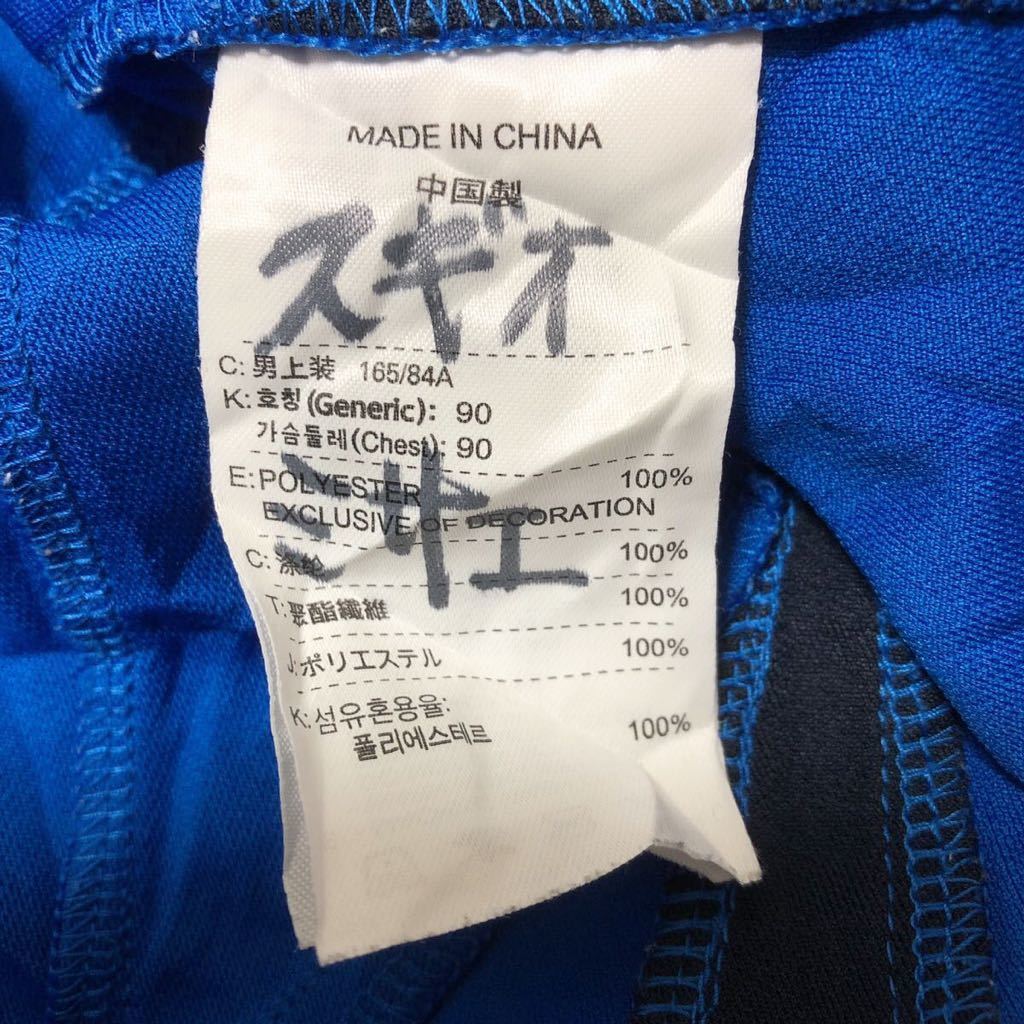 MADE IN CHINA
中国製
スギオ
C: 男上装 165/84A
K: 호칭(Generic): 90
가슴둘레(Chest): 90
E: POLYESTER 100%
EXCLUSIVE OF DECORATION
C: 涤纶 100%
T: 聚酯纖維 100%
J: ポリエステル 100%
K: 섬유혼용율:
폴리에스테르 100%